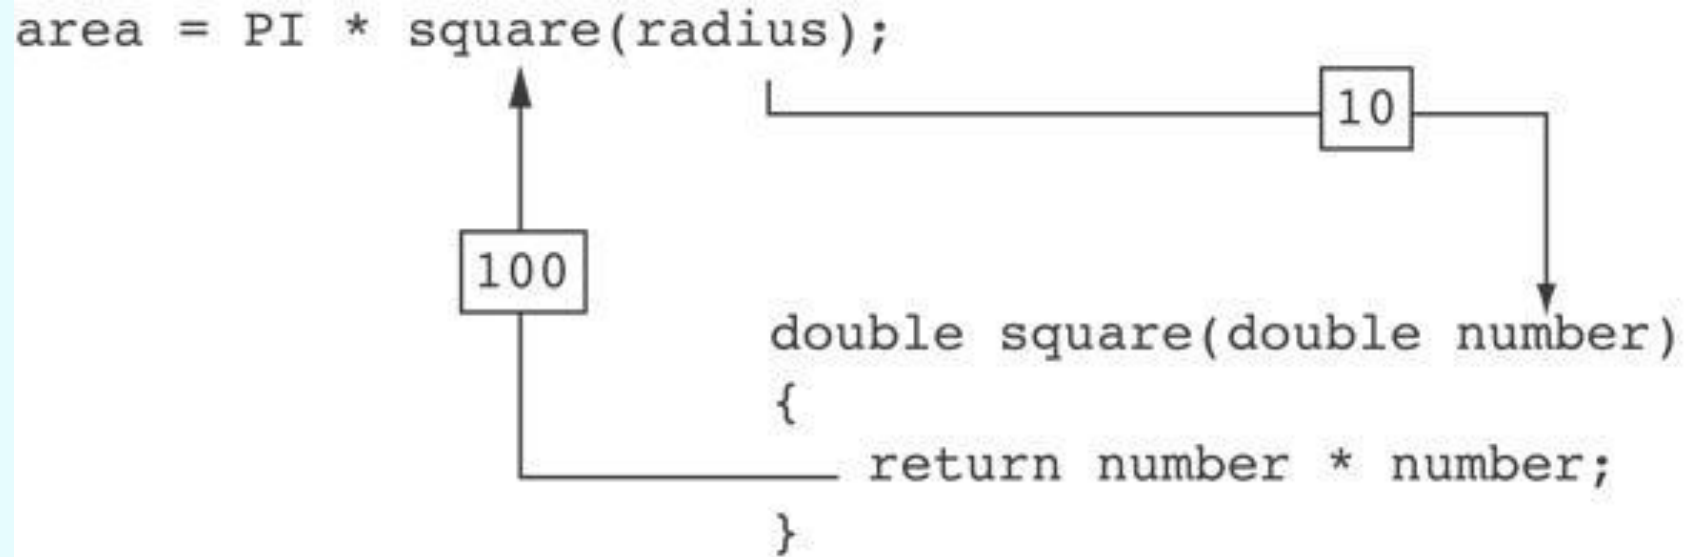 area = PI * square(radius);
10
100
double square(double number)
{
return number * number;
}